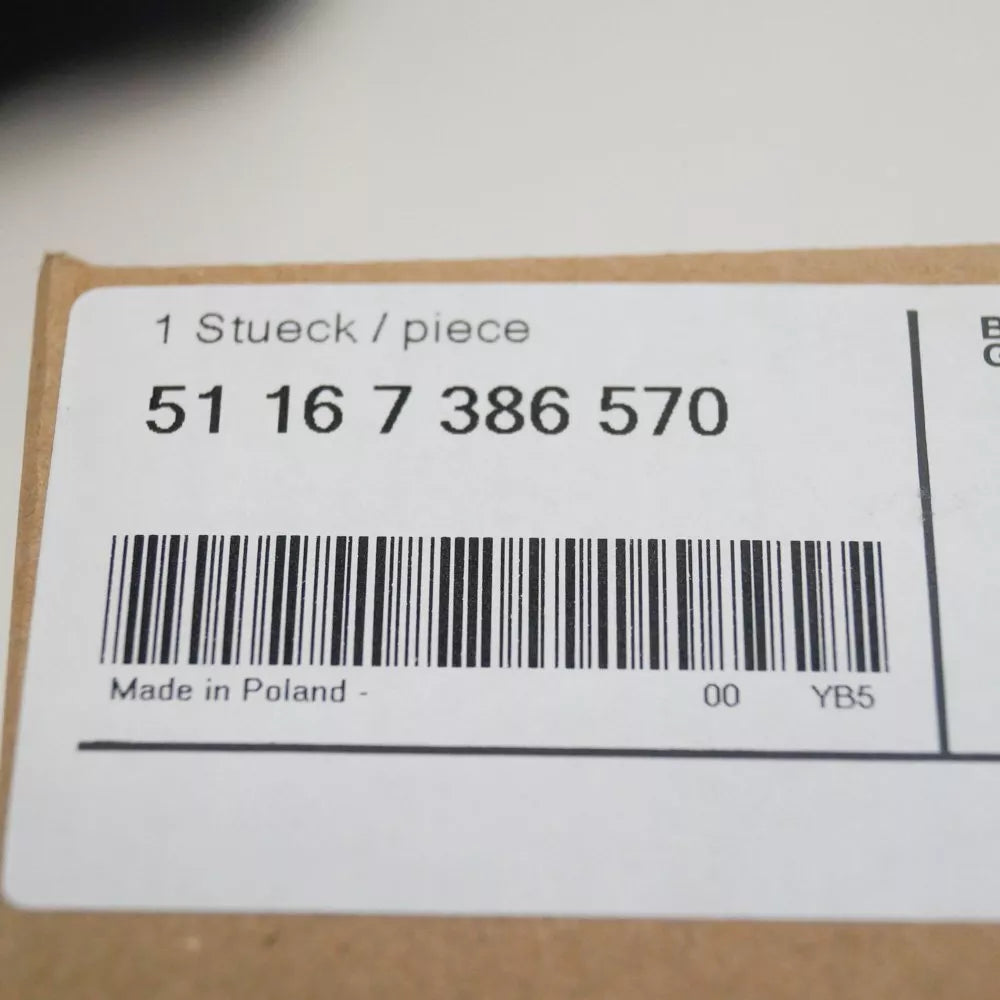 1 Stueck / piece
51 16 7 386 570
Made in Poland - 00 YB5